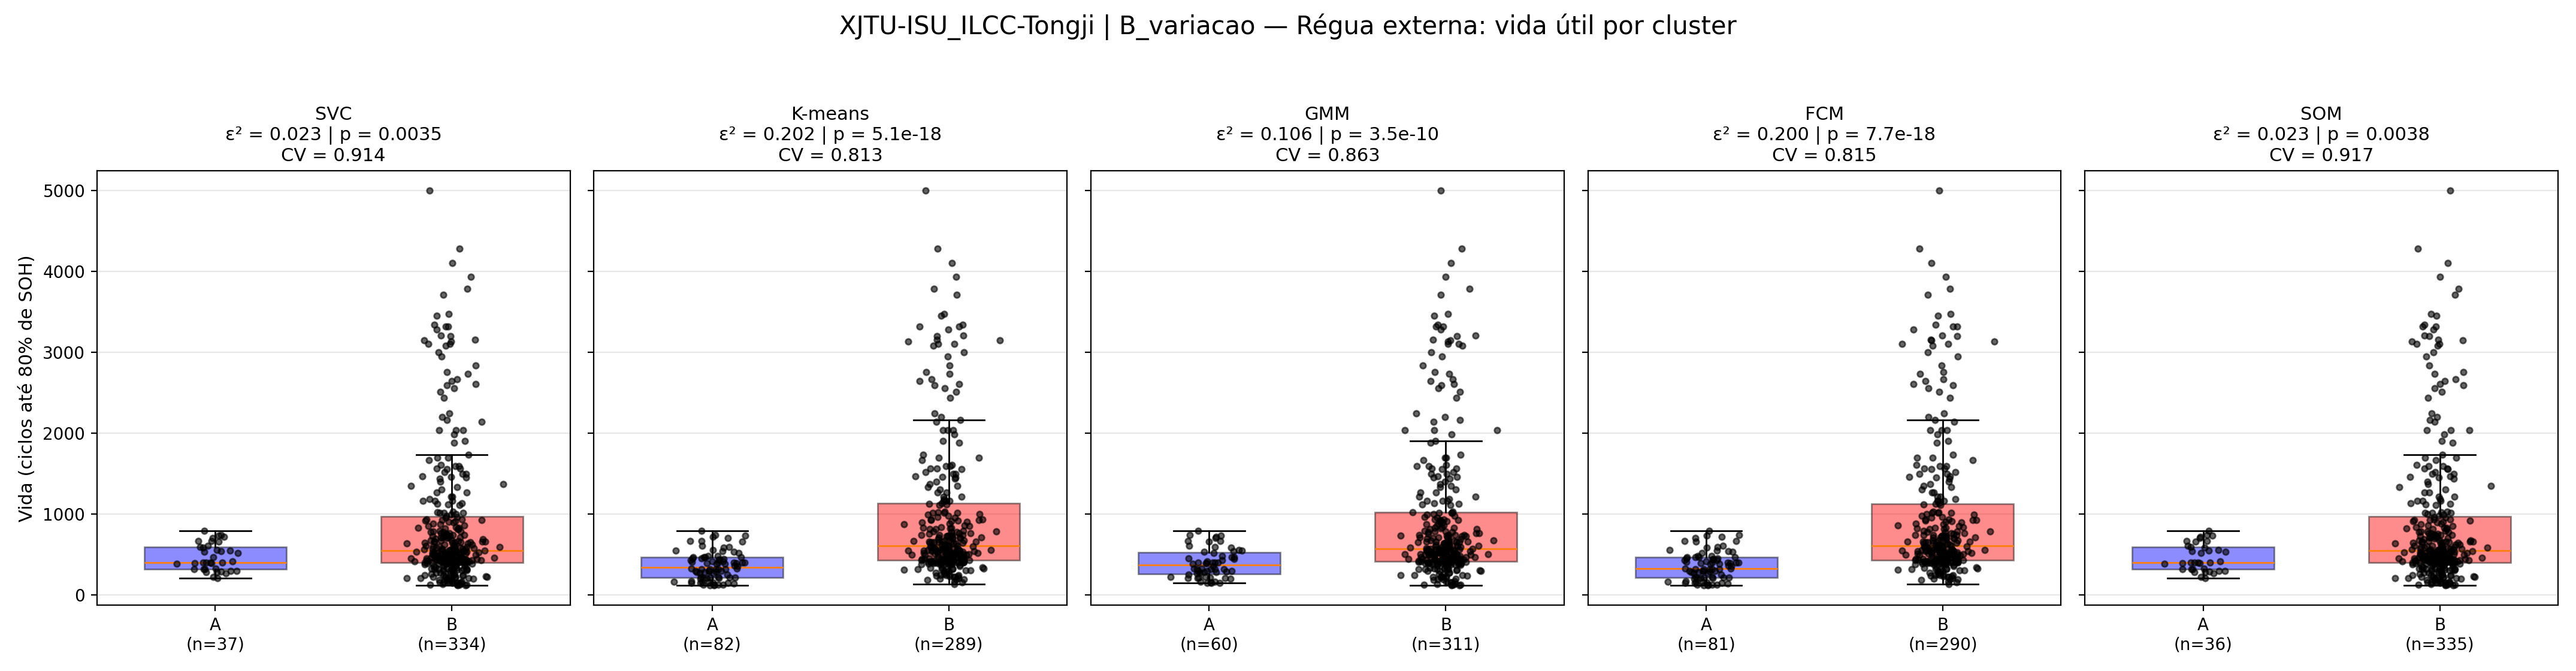 XJTU-ISU_ILCC-Tongji | B_variacao — Régua externa: vida útil por cluster
SVC
ε² = 0.023 | p = 0.0035
CV = 0.914
K-means
ε² = 0.202 | p = 5.1e-18
CV = 0.813
GMM
ε² = 0.106 | p = 3.5e-10
CV = 0.863
FCM
ε² = 0.200 | p = 7.7e-18
CV = 0.815
SOM
ε² = 0.023 | p = 0.0038
CV = 0.917
Vida (ciclos até 80% de SOH)
5000
4000
3000
2000
1000
0
A
(n=37)
B
(n=334)
A
(n=82)
B
(n=289)
A
(n=60)
B
(n=311)
A
(n=81)
B
(n=290)
A
(n=36)
B
(n=335)